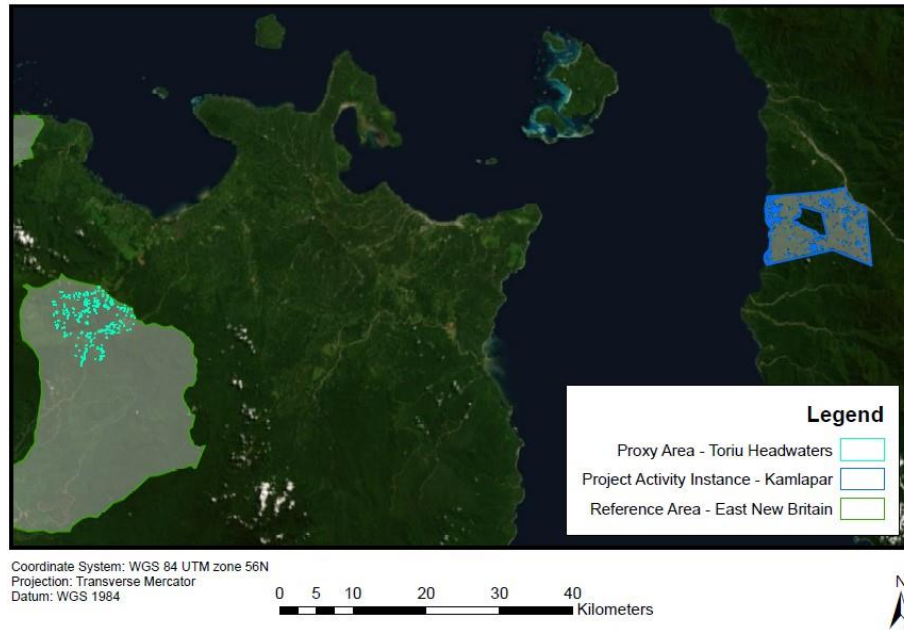 Legend
Proxy Area - Toriu Headwaters
Project Activity Instance - Kamlapar
Reference Area - East New Britain
Coordinate System: WGS 84 UTM zone 56N
Projection: Transverse Mercator
Datum: WGS 1984
0 5 10 20 30 40
Kilometers
N